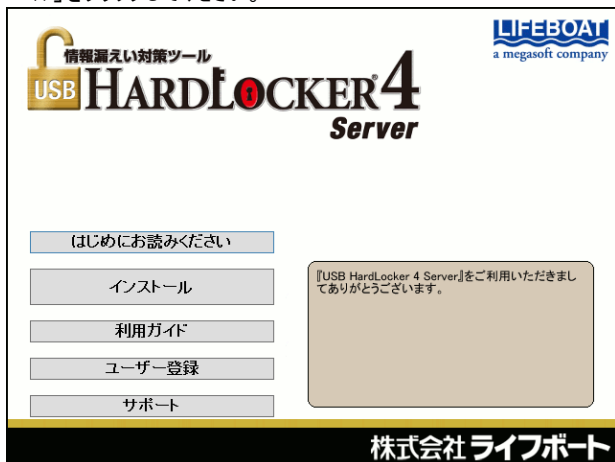 ール」をクリックしてください。
LIFEBOAT
a megasoft company
情報漏えい対策ツール
USB HARDLOCKER®4
Server
はじめにお読みください
インストール
利用ガイド
ユーザー登録
サポート
『USB HardLocker 4 Server』をご利用いただきまし
てありがとうございます。
株式会社 ライフボート